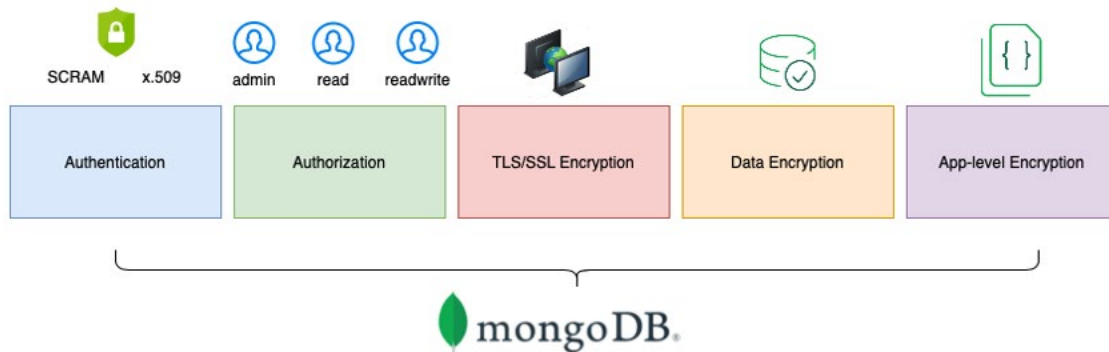 SCRAM x.509
admin read readwrite
{ }
Authentication
Authorization
TLS/SSL Encryption
Data Encryption
App-level Encryption
mongoDB®